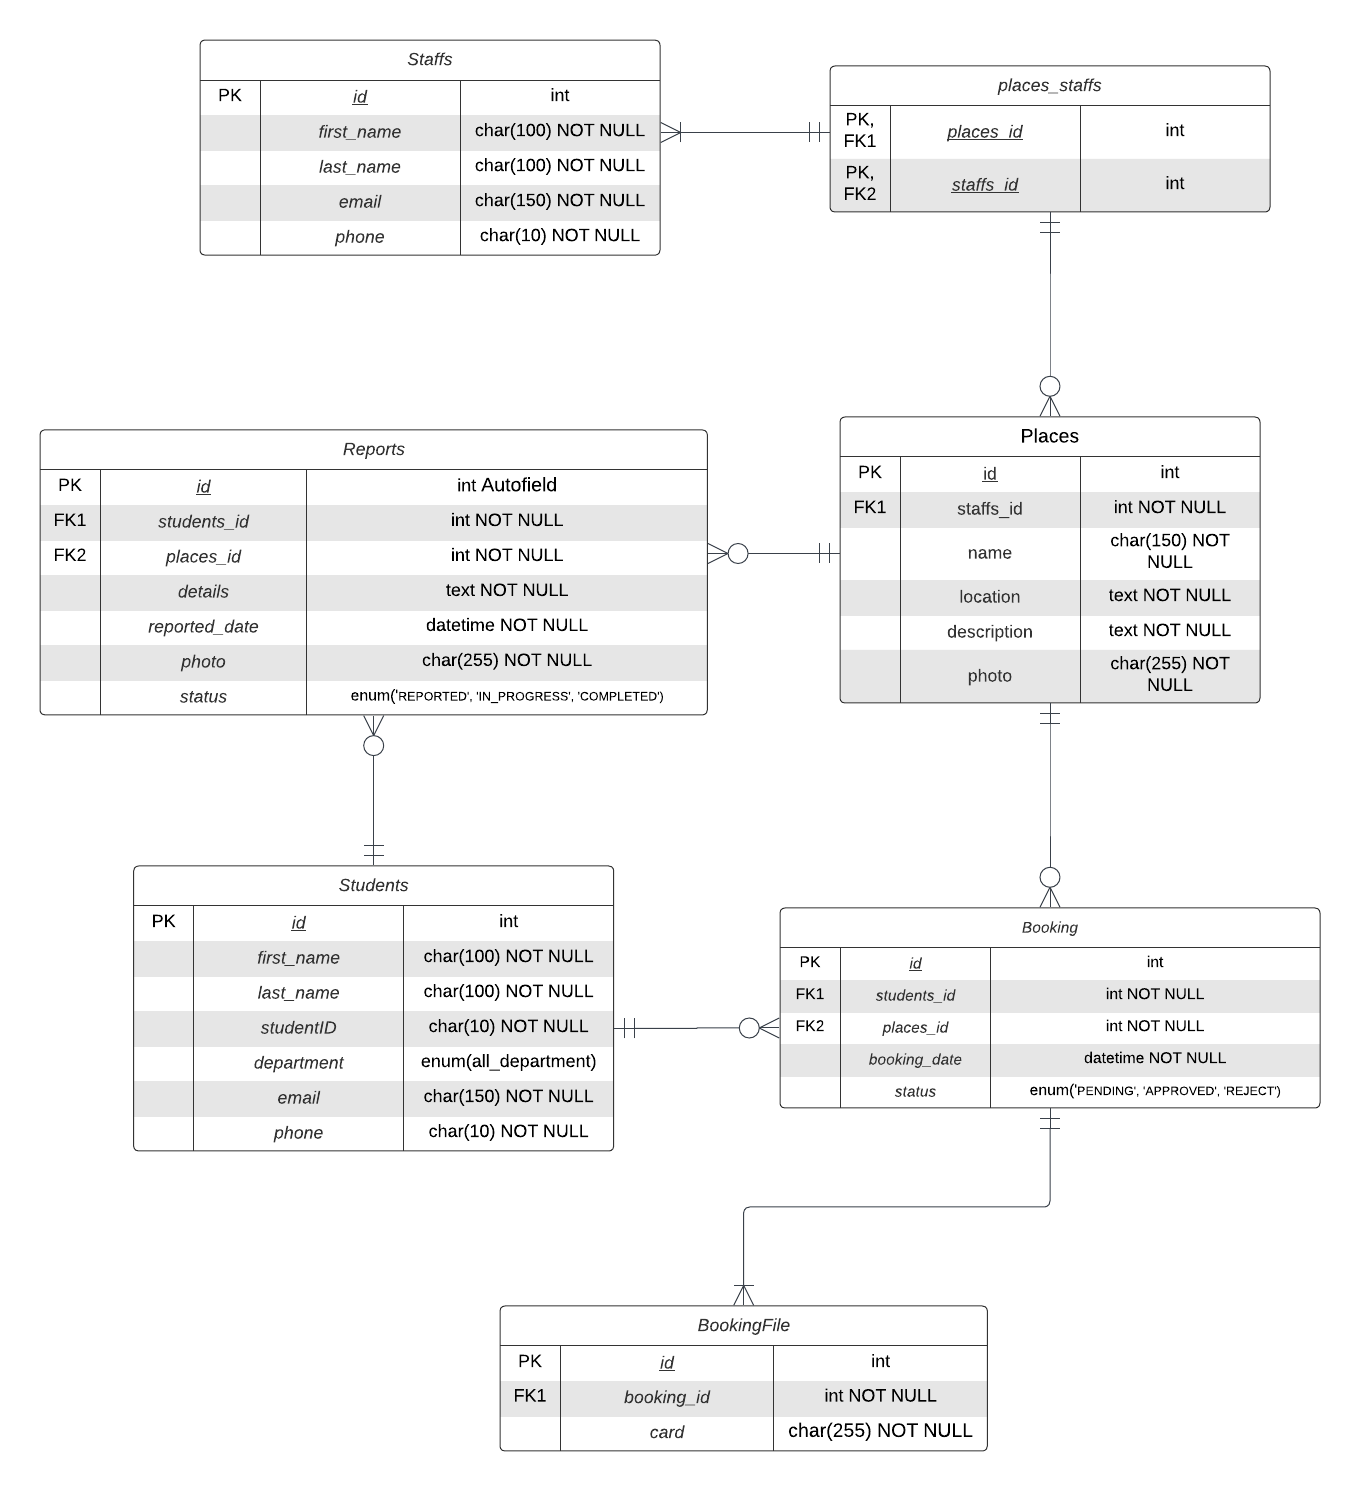 Staffs
PK id int
first_name char(100) NOT NULL
last_name char(100) NOT NULL
email char(150) NOT NULL
phone char(10) NOT NULL
places_staffs
PK,
FK1 places_id int
PK,
FK2 staffs_id int
Reports
PK id int Autofield
FK1 students_id int NOT NULL
FK2 places_id int NOT NULL
details text NOT NULL
reported_date datetime NOT NULL
photo char(255) NOT NULL
status enum('REPORTED', 'IN_PROGRESS', 'COMPLETED')
Places
PK id int
FK1 staffs_id int NOT NULL
name char(150) NOT
NULL
location text NOT NULL
description text NOT NULL
photo char(255) NOT
NULL
Students
PK id int
first_name char(100) NOT NULL
last_name char(100) NOT NULL
studentID char(10) NOT NULL
department enum(all_department)
email char(150) NOT NULL
phone char(10) NOT NULL
Booking
PK id int
FK1 students_id int NOT NULL
FK2 places_id int NOT NULL
booking_date datetime NOT NULL
status enum('PENDING', 'APPROVED', 'REJECT')
BookingFile
PK id int
FK1 booking_id int NOT NULL
card char(255) NOT NULL